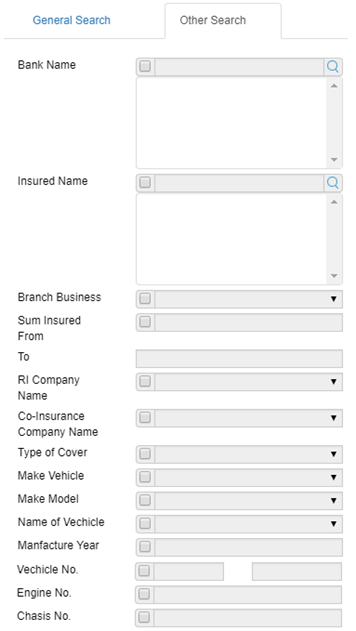 General Search Other Search
Bank Name
Insured Name
Branch Business
Sum Insured
From
To
RI Company
Name
Co-Insurance
Company Name
Type of Cover
Make Vehicle
Make Model
Name of Vechicle
Manfacture Year
Vechicle No.
Engine No.
Chasis No.